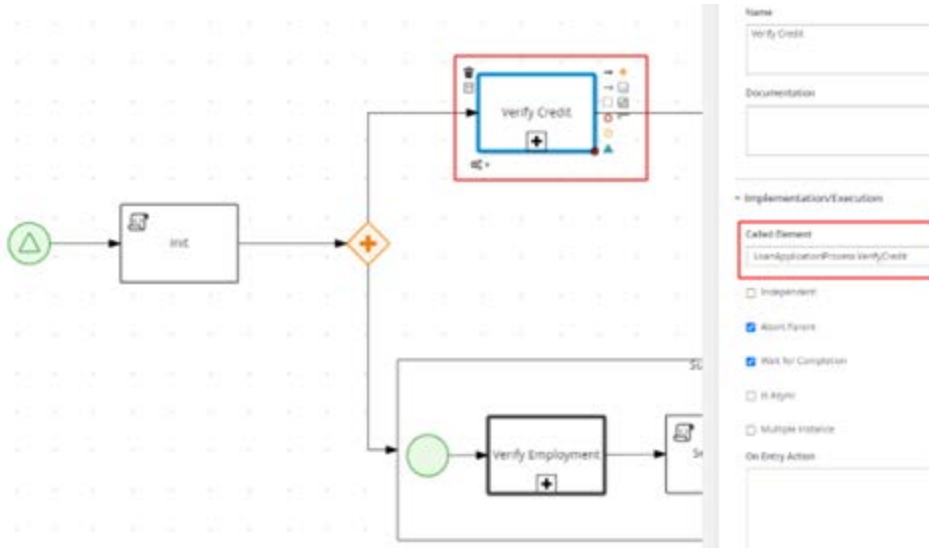 Name
Verify Credit
Documentation
Verify Credit
Implementation/Execution
Init
Called Element
LoanApplicationProcess.VerifyCredit
Independent
Abort Parent
Wait for Completion
Is Async
Multiple Instance
Verify Employment
On Entry Action